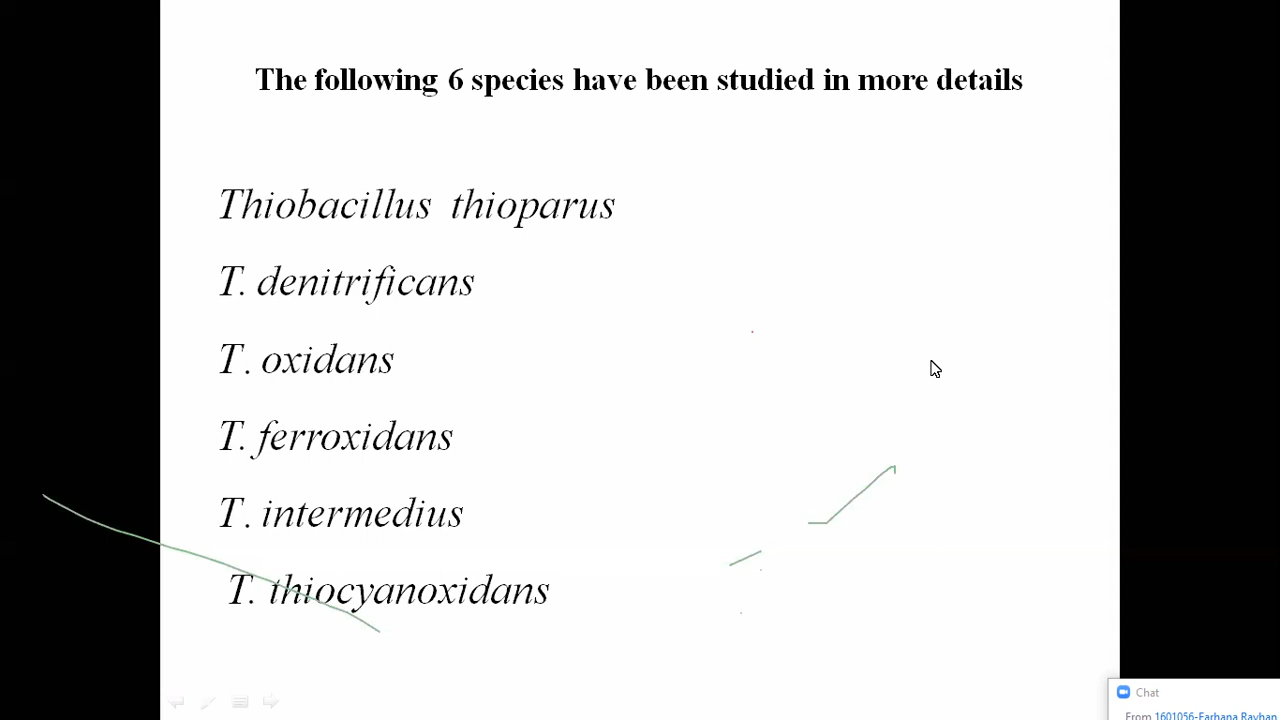 The following 6 species have been studied in more details
Thiobacillus thioparus
T. denitrificans
T. oxidans
T. ferroxidans
T. intermedius
T. thiocyanoxidans
Chat
From 1601056-Farhana Rayhan